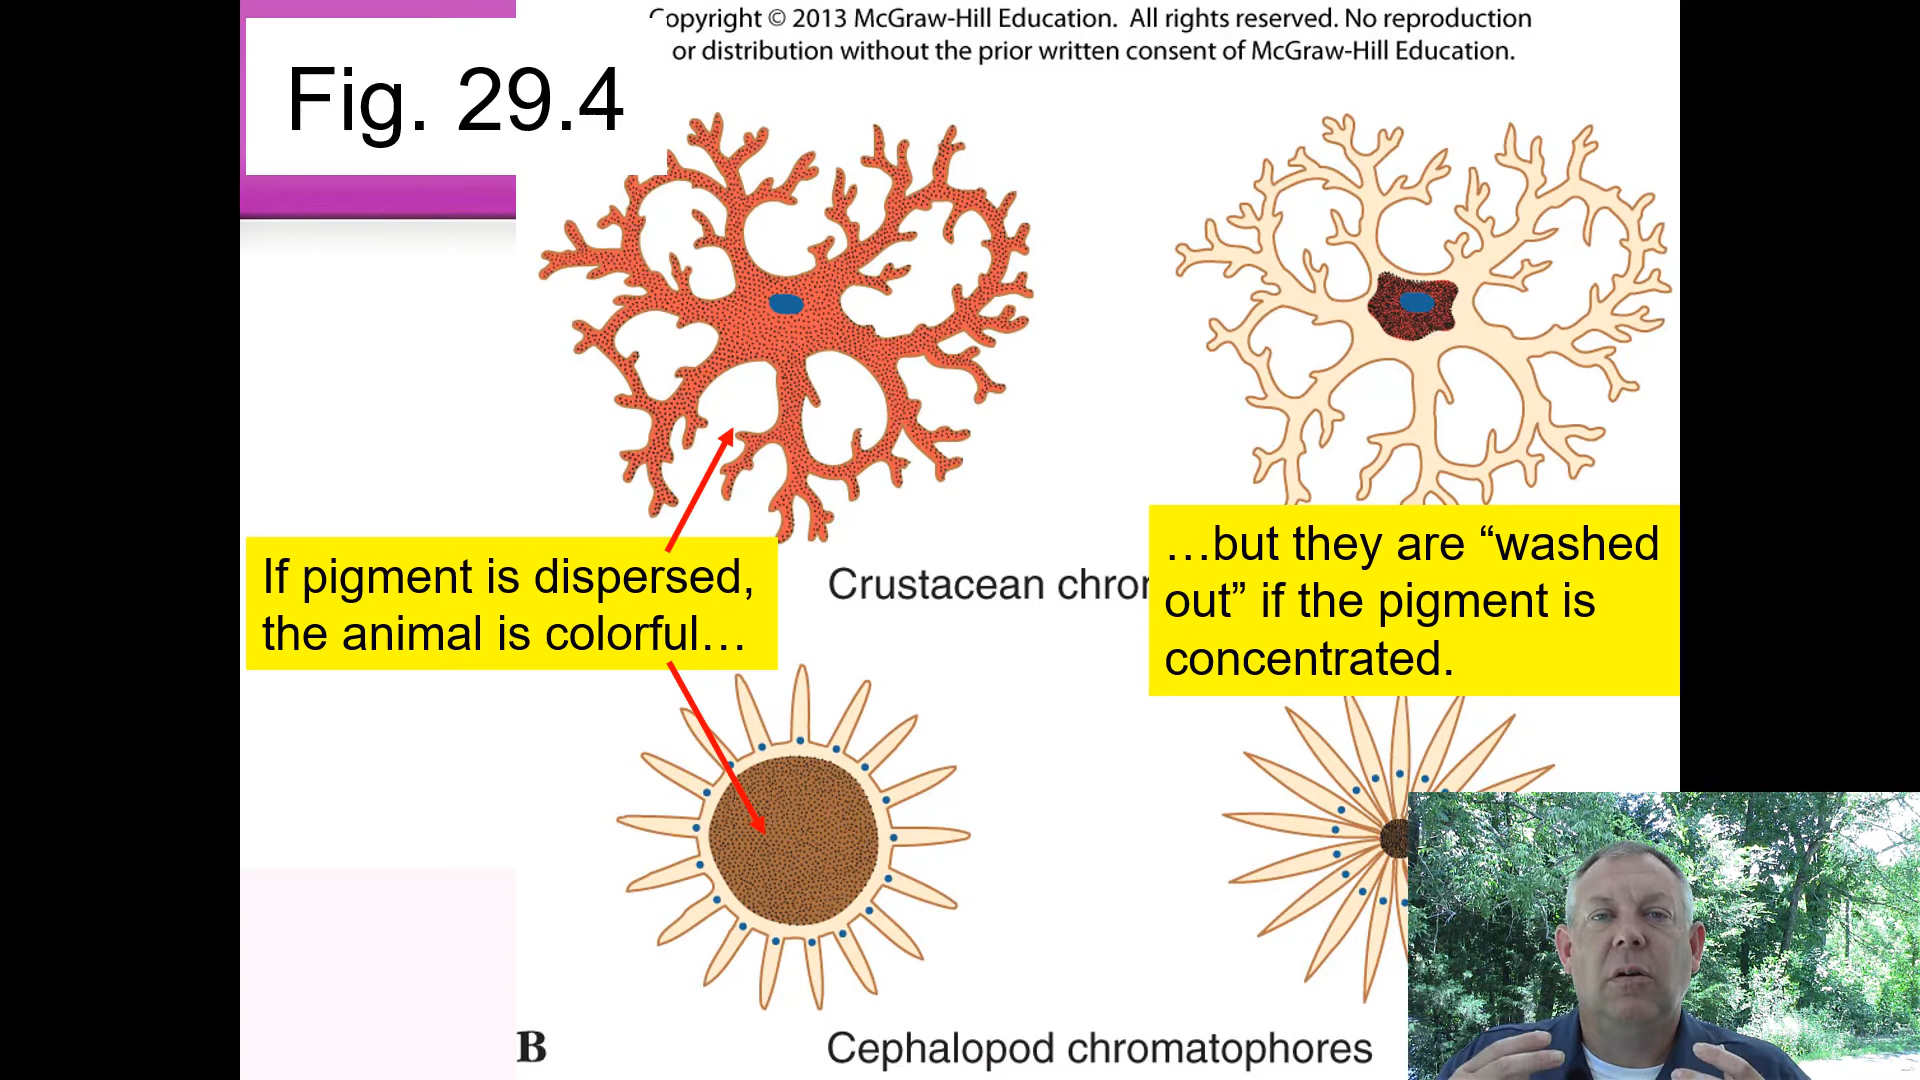 Copyright © 2013 McGraw-Hill Education. All rights reserved. No reproduction
or distribution without the prior written consent of McGraw-Hill Education.
Fig. 29.4
If pigment is dispersed,
the animal is colorful…
…but they are “washed
out” if the pigment is
concentrated.
Crustacean chro
B
Cephalopod chromatophores